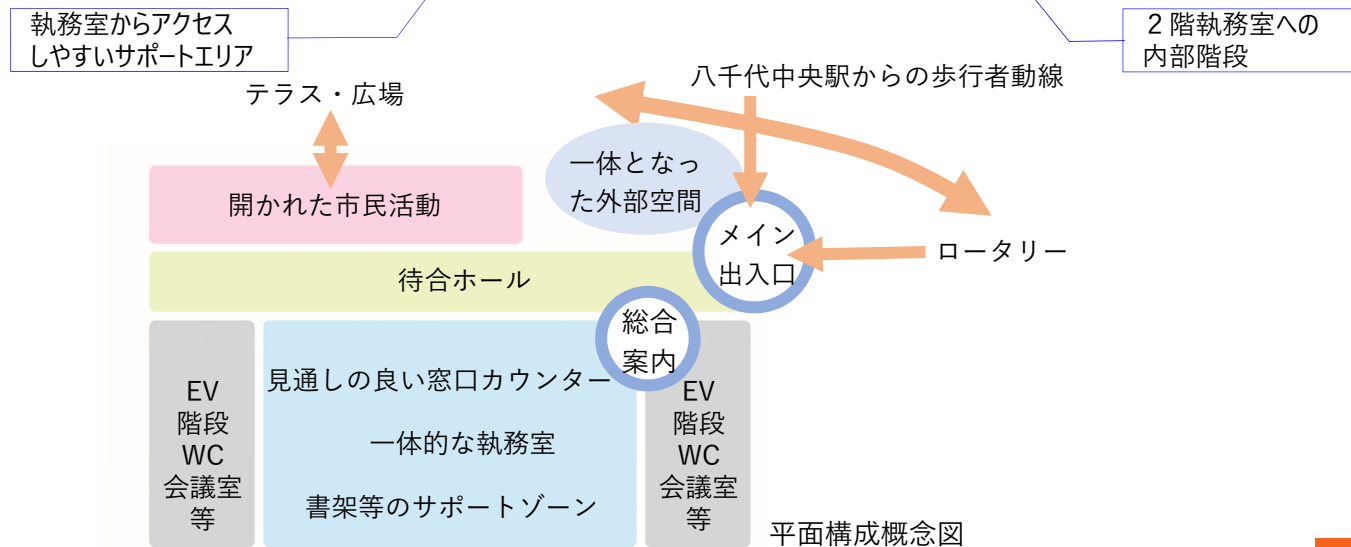 執務室からアクセス
しやすいサポートエリア
２階執務室への
内部階段
テラス・広場
八千代中央駅からの歩行者動線
一体となっ
た外部空間
開かれた市民活動
メイン
出入口
ロータリー
待合ホール
総合
案内
EV
階段
WC
会議室
等
見通しの良い窓口カウンター
一体的な執務室
書架等のサポートゾーン
EV
階段
WC
会議室
等
平面構成概念図